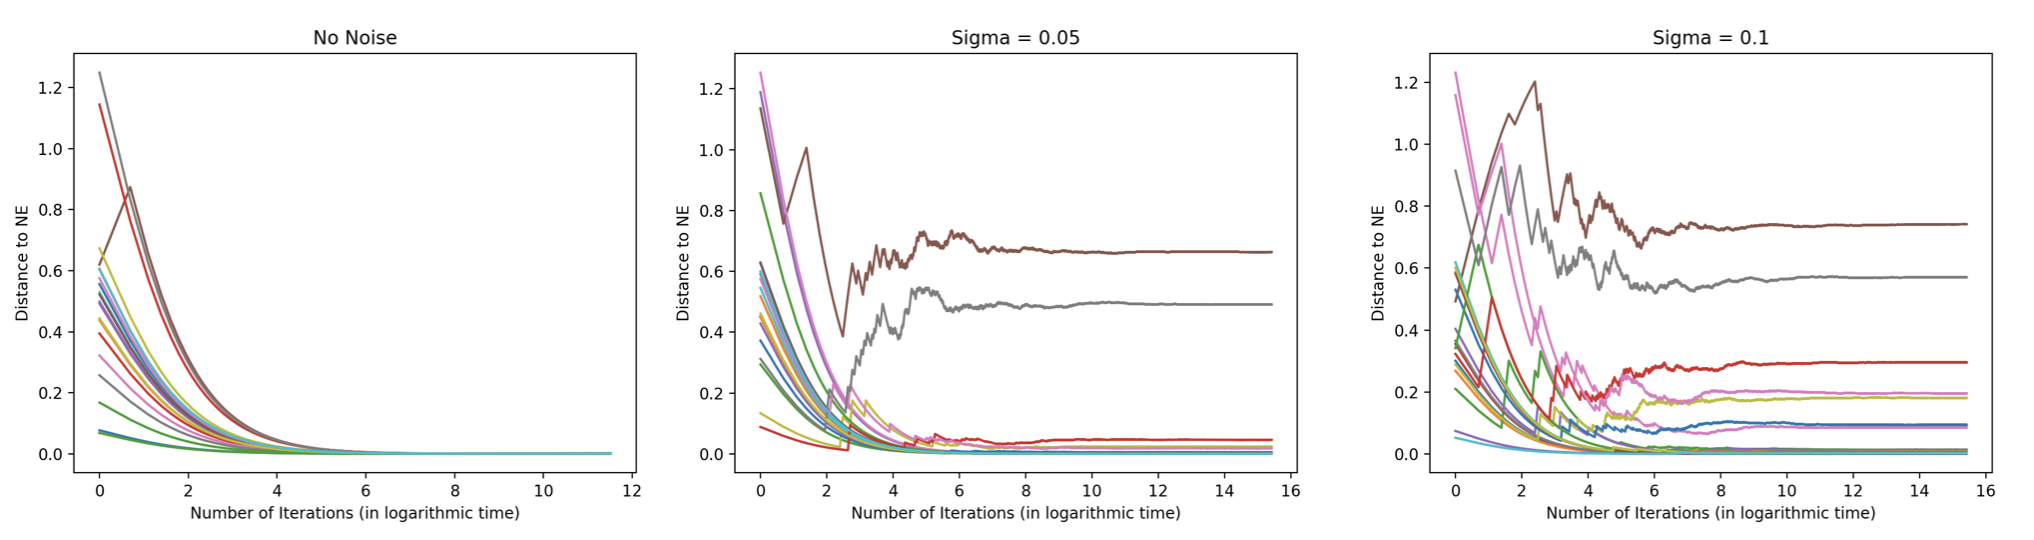 No Noise
Distance to NE
1.2
1.0
0.8
0.6
0.4
0.2
0.0
0 2 4 6 8 10 12
Number of Iterations (in logarithmic time)
Sigma = 0.05
Distance to NE
1.2
1.0
0.8
0.6
0.4
0.2
0.0
0 2 4 6 8 10 12 14 16
Number of Iterations (in logarithmic time)
Sigma = 0.1
Distance to NE
1.2
1.0
0.8
0.6
0.4
0.2
0.0
0 2 4 6 8 10 12 14 16
Number of Iterations (in logarithmic time)